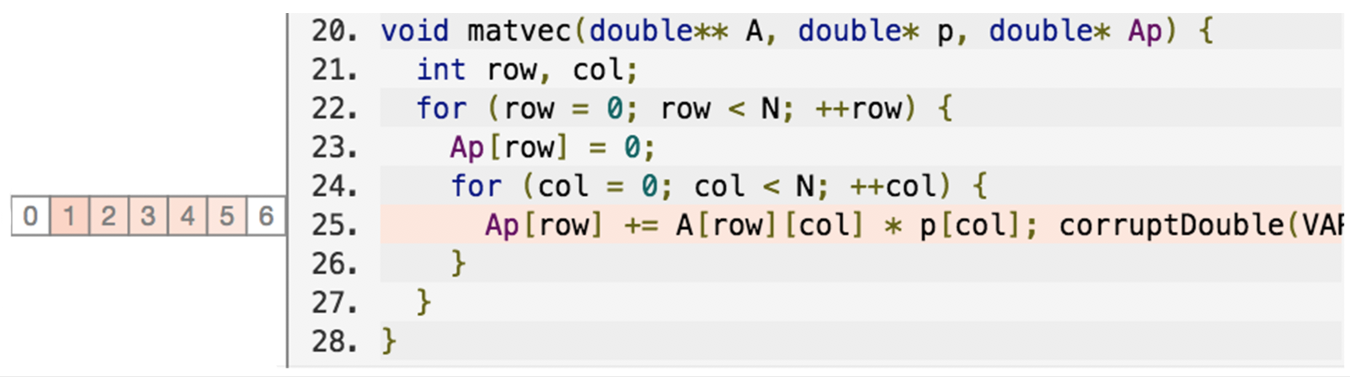 20. void matvec(double** A, double* p, double* Ap) {
21. int row, col;
22. for (row = 0; row < N; ++row) {
23. Ap[row] = 0;
24. for (col = 0; col < N; ++col) {
0 1 2 3 4 5 6 25. Ap[row] += A[row][col] * p[col]; corruptDouble(VA
26. }
27. }
28. }